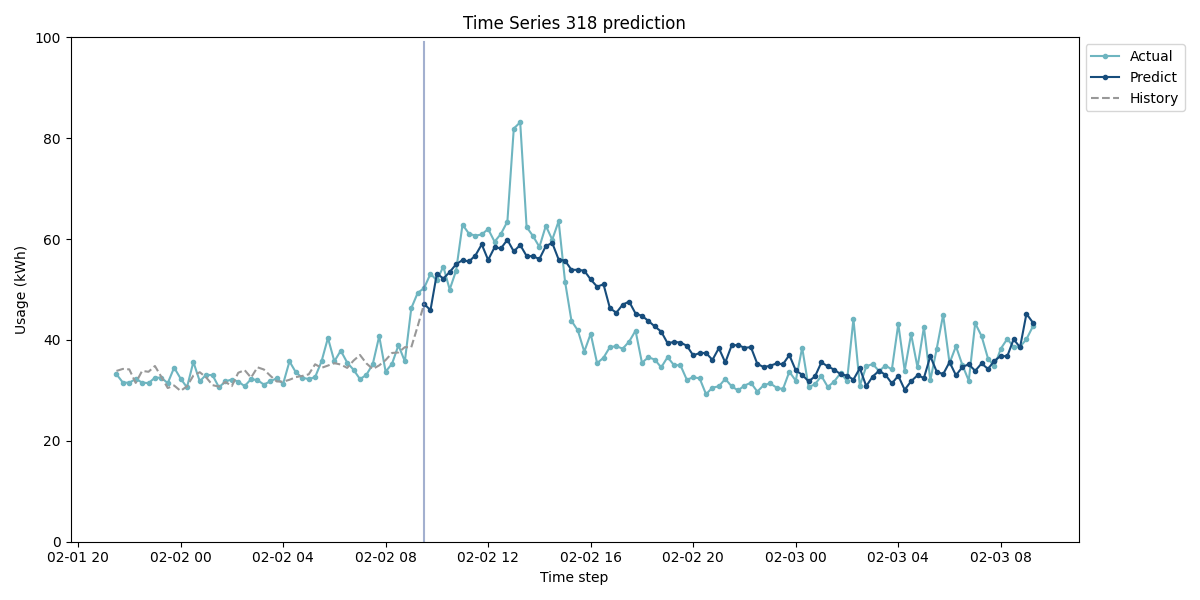 Time Series 318 prediction
100
80
60
40
20
0
Usage (kWh)
02-01 20 02-02 00 02-02 04 02-02 08 02-02 12 02-02 16 02-02 20 02-03 00 02-03 04 02-03 08
Time step
Actual
Predict
History